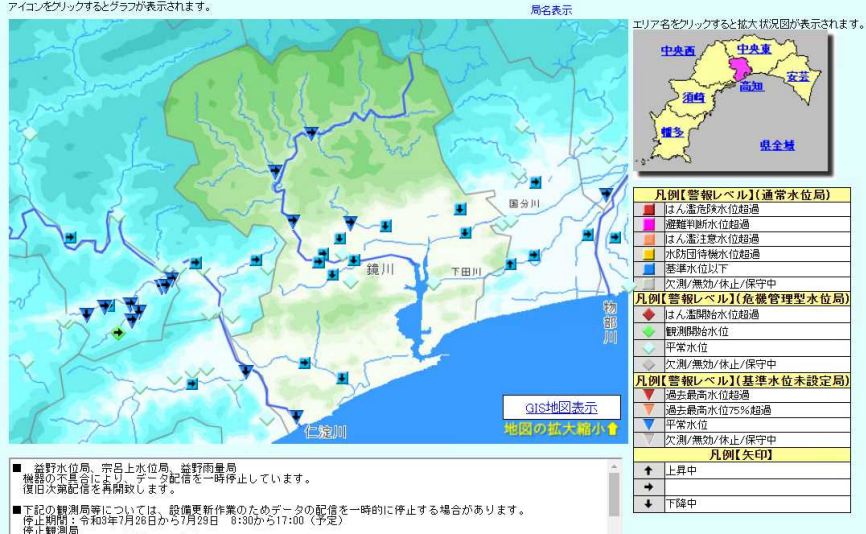 アイコンをクリックするとグラフが表示されます。
局名表示
エリア名をクリックすると拡大状況図が表示されます。
中央西
中央東
高知
安芸
須崎
幡多
県全域
国分川
鏡川
下田川
物部川
仁淀川
GIS地図表示
地図の拡大縮小⬆
凡例【警報レベル】(通常水位局)
はん濫危険水位超過
避難判断水位超過
はん濫注意水位超過
水防団待機水位超過
基準水位以下
欠測/無効/休止/保守中
凡例【警報レベル】(危機管理型水位局)
はん濫開始水位超過
観測開始水位
平常水位
欠測/無効/休止/保守中
凡例【警報レベル】(基準水位未設定局)
過去最高水位超過
過去最高水位75%超過
平常水位
欠測/無効/休止/保守中
凡例【矢印】
上昇中
下降中
■ 益野水位局、宗呂上水位局、益野雨量局
機器の不具合により、データ配信を一時停止しています。
復旧次第配信を再開致します。
■下記の観測局等については、設備更新作業のためデータの配信を一時的に停止する場合があります。
停止期間：令和3年7月26日から7月29日 8:30から17:00（予定）
停止観測局